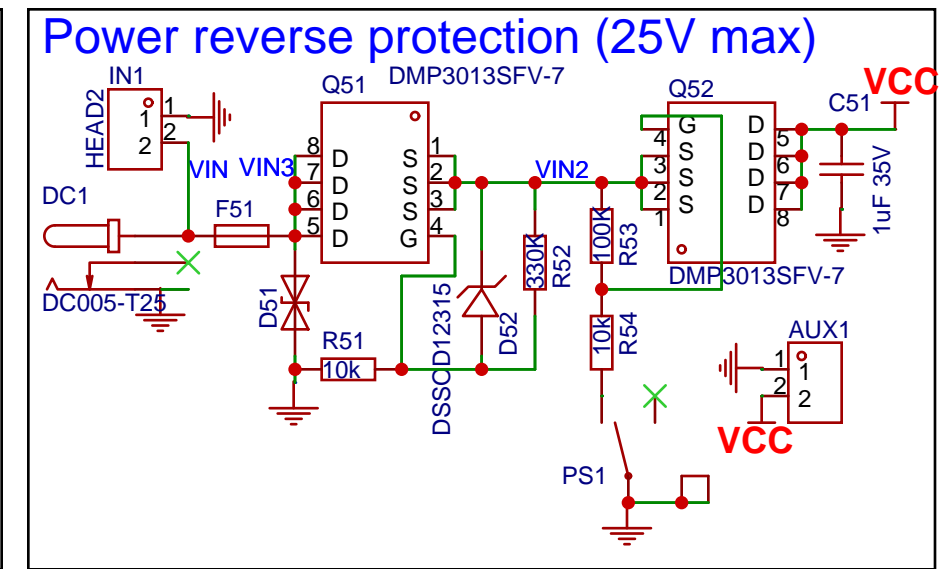 Power reverse protection (25V max)
IN1
HEAD2
1
2
1
2
DC1
DC005-T25
VIN
VIN3
F51
D51
R51
10k
Q51
DMP3013SFV-7
8
7
6
5
D
D
D
D
S
S
S
G
1
2
3
4
DSSC D12315
D52
VIN2
330K
R52
100K
R53
10k
R54
PS1
Q52
G
S
S
S
4
3
2
1
D
D
D
D
5
6
7
8
DMP3013SFV-7
C51
1uF 35V
VCC
AUX1
1
2
1
2
VCC